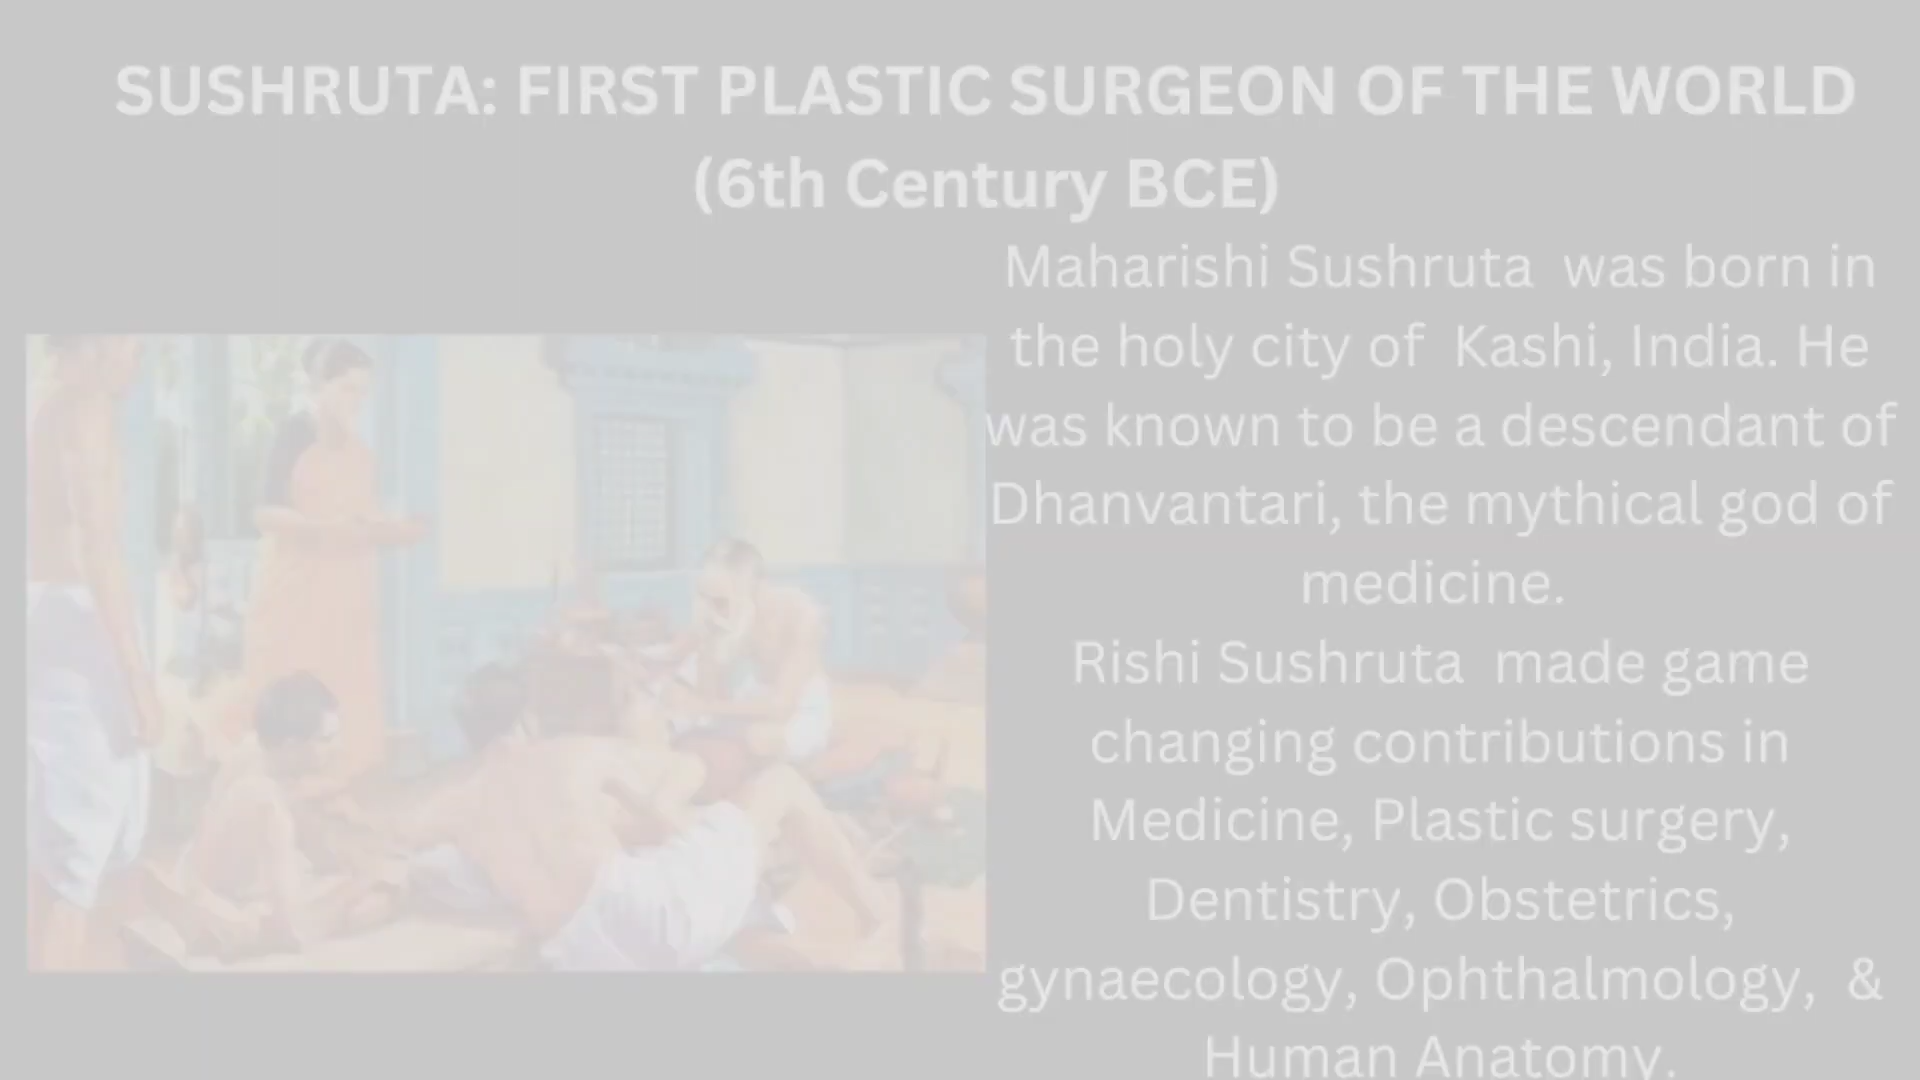 SUSHRUTA: FIRST PLASTIC SURGEON OF THE WORLD
(6th Century BCE)
Maharishi Sushruta was born in
the holy city of Kashi, India. He
was known to be a descendant of
Dhanvantari, the mythical god of
medicine.
Rishi Sushruta made game
changing contributions in
Medicine, Plastic surgery,
Dentistry, Obstetrics,
gynaecology, Ophthalmology, &
Human Anatomy.